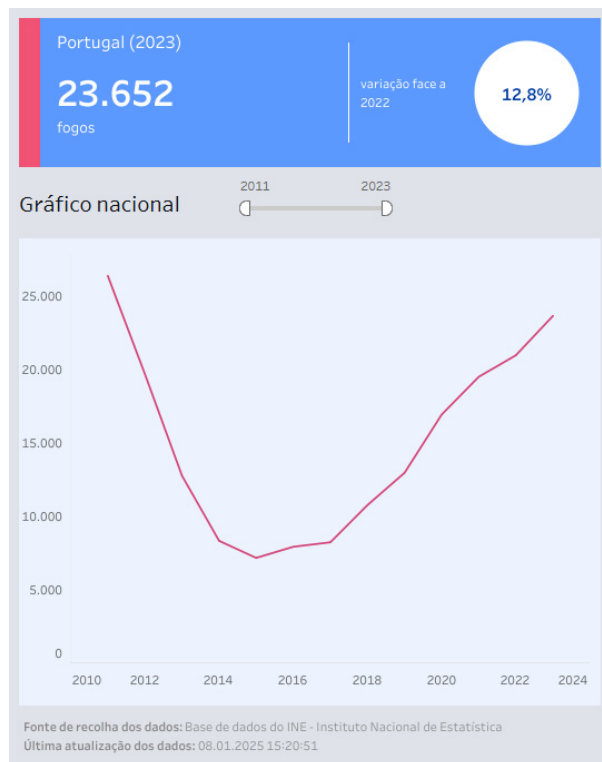 Portugal (2023)
23.652
fogos
variação face a
2022
12,8%
Gráfico nacional
2011
2023
25.000
20.000
15.000
10.000
5.000
0
2010 2012 2014 2016 2018 2020 2022 2024
Fonte de recolha dos dados: Base de dados do INE - Instituto Nacional de Estatística
Última atualização dos dados: 08.01.2025 15:20:51